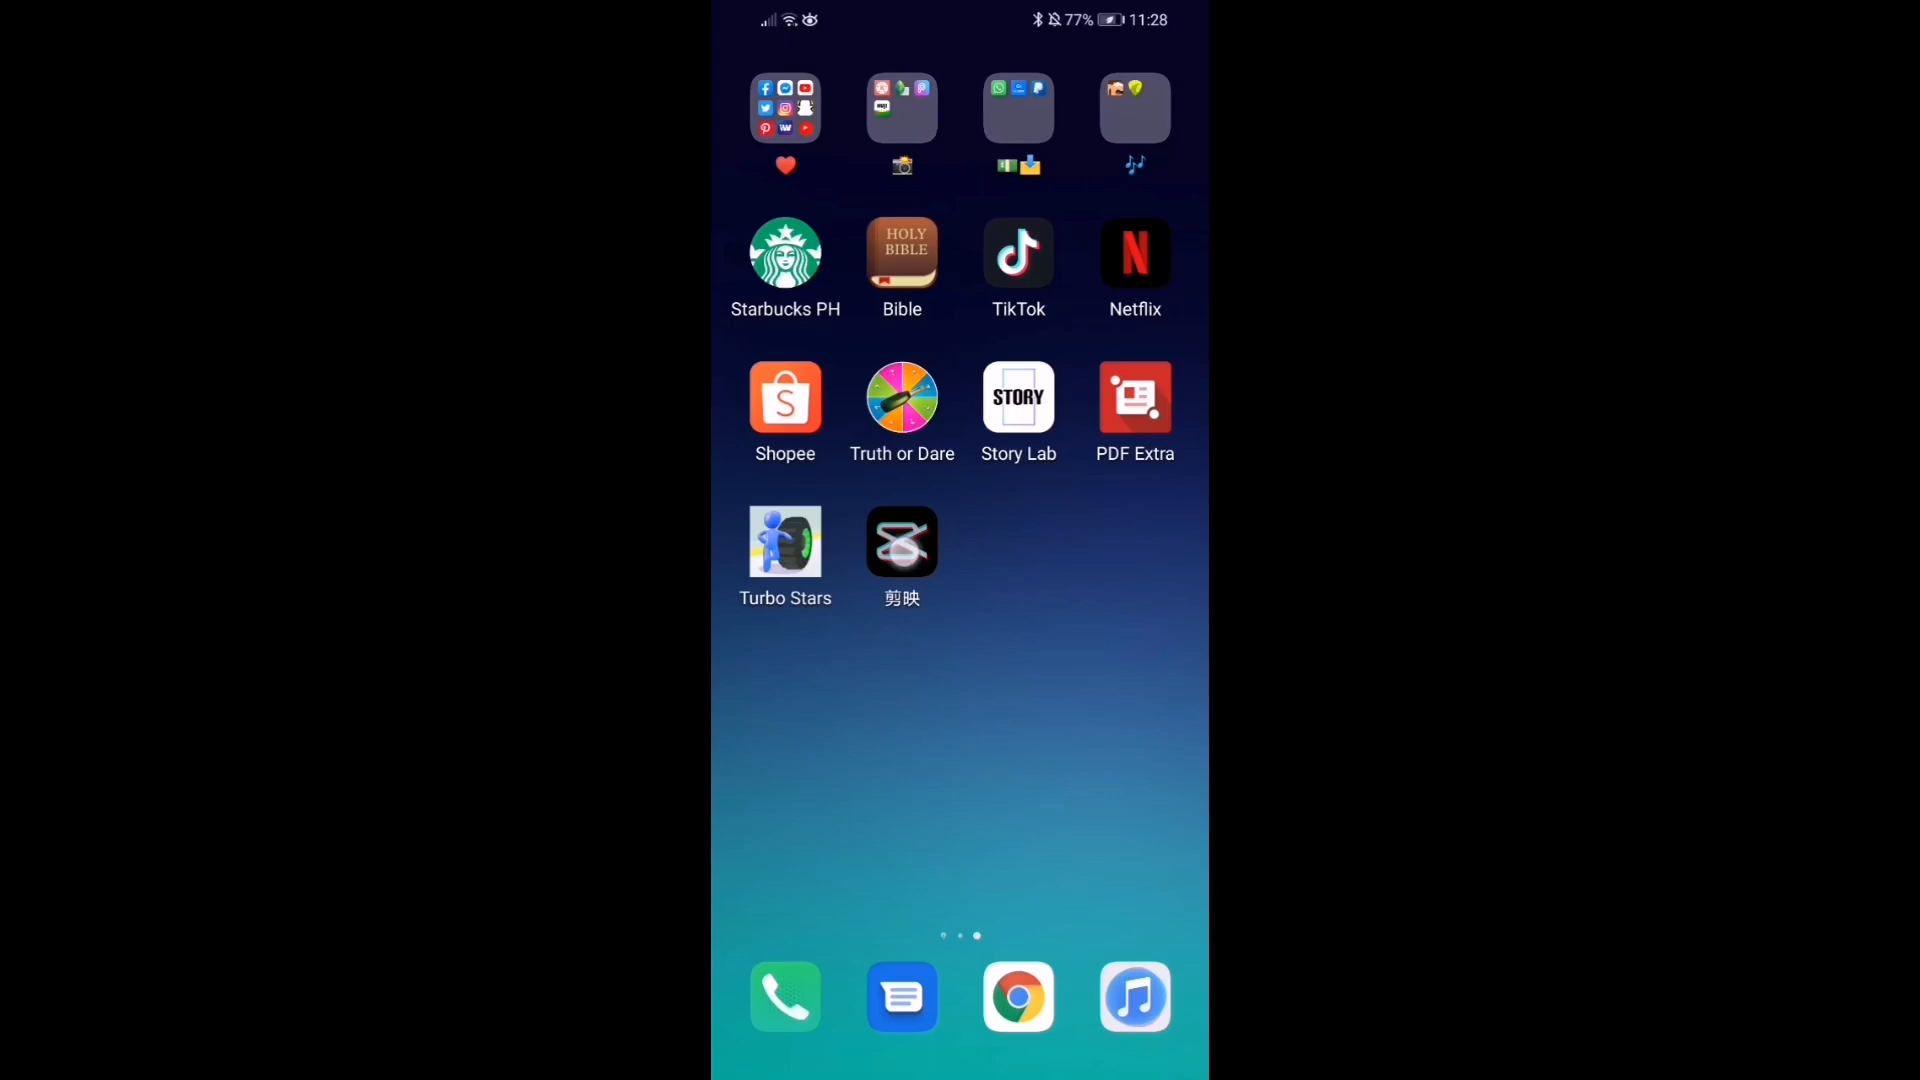 77% 11:28
HOLY
BIBLE
Starbucks PH Bible TikTok Netflix
STORY
Shopee Truth or Dare Story Lab PDF Extra
Turbo Stars 剪映